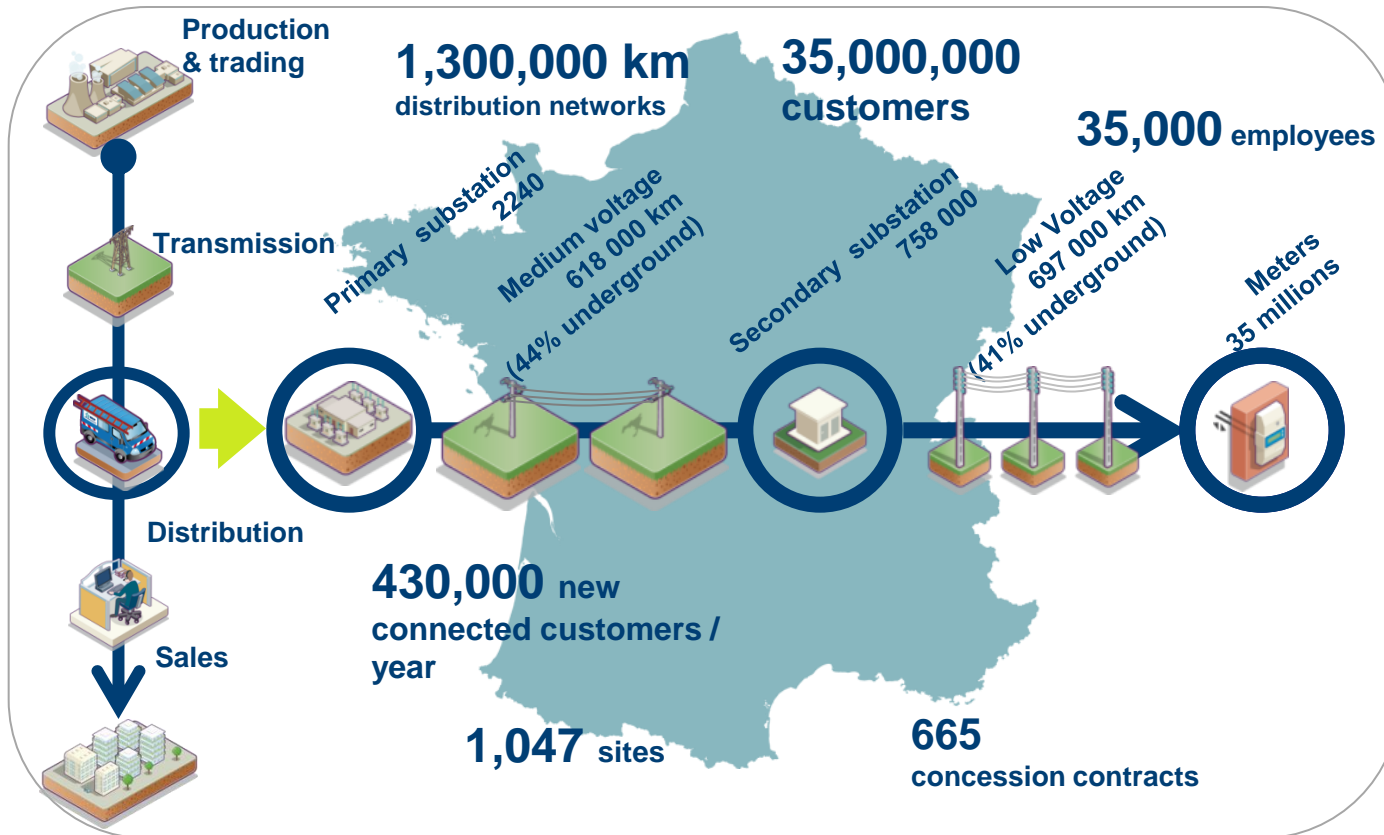 Production
& trading
1,300,000 km
distribution networks
35,000,000
customers
35,000 employees
Transmission
Primary substation
2240
Medium voltage
618 000 km
(44% underground)
Secondary substation
758 000
Low Voltage
697 000 km
(41% underground)
Meters
35 millions
Distribution
430,000 new
connected customers /
year
Sales
1,047 sites
665
concession contracts